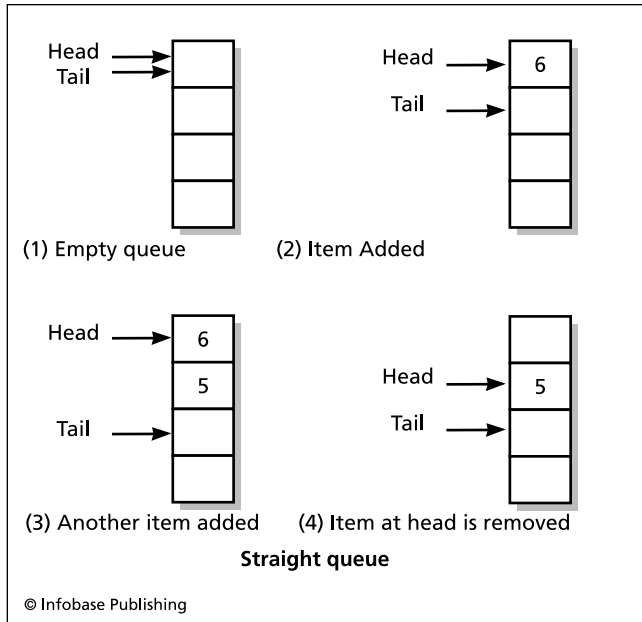 Head
Tail
(1) Empty queue
Head
6
Tail
(2) Item Added
Head
6
5
Tail
(3) Another item added
Head
5
Tail
(4) Item at head is removed
Straight queue
© Infobase Publishing